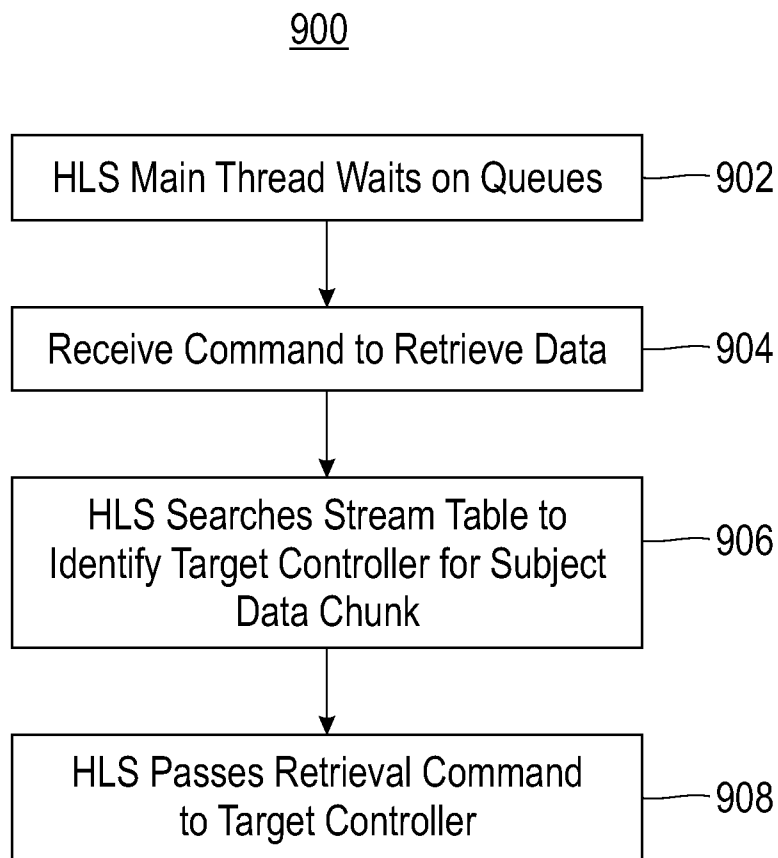 900
HLS Main Thread Waits on Queues
902
Receive Command to Retrieve Data
904
HLS Searches Stream Table to
Identify Target Controller for Subject
Data Chunk
906
HLS Passes Retrieval Command
to Target Controller
908